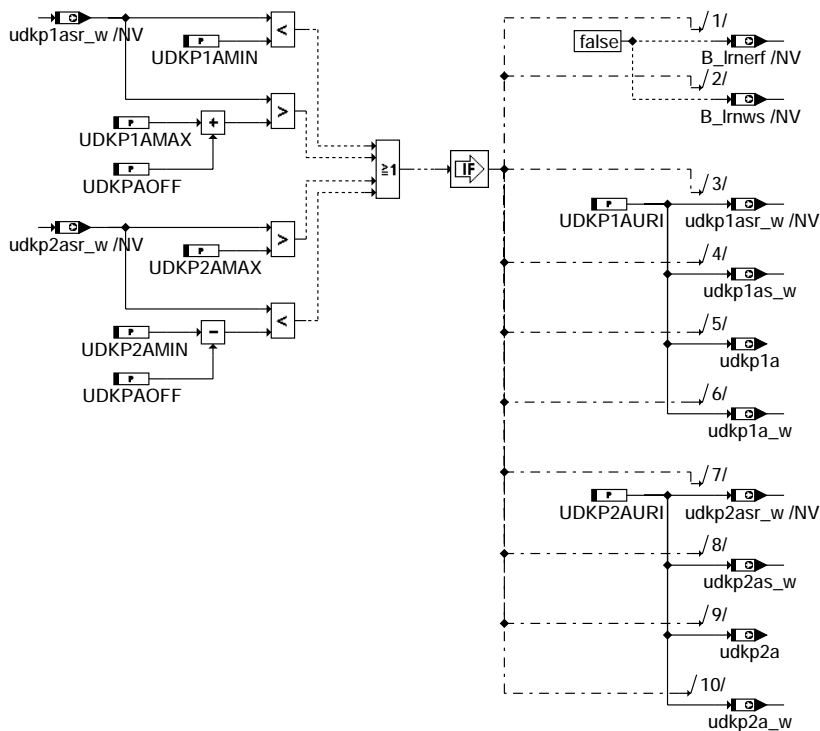 udkp1asr_w /NV
<
P
UDKP1AMIN
>
P
+
UDKP1AMAX
P
UDKPAOFF
≥1
IF
udkp2asr_w /NV
>
P
UDKP2AMAX
<
P
−
UDKP2AMIN
P
UDKPAOFF
1/
false
B_lrnerf /NV
2/
B_lrnws /NV
3/
P
UDKP1AURI
udkp1asr_w /NV
4/
udkp1as_w
5/
udkp1a
6/
udkp1a_w
7/
P
UDKP2AURI
udkp2asr_w /NV
8/
udkp2as_w
9/
udkp2a
10/
udkp2a_w